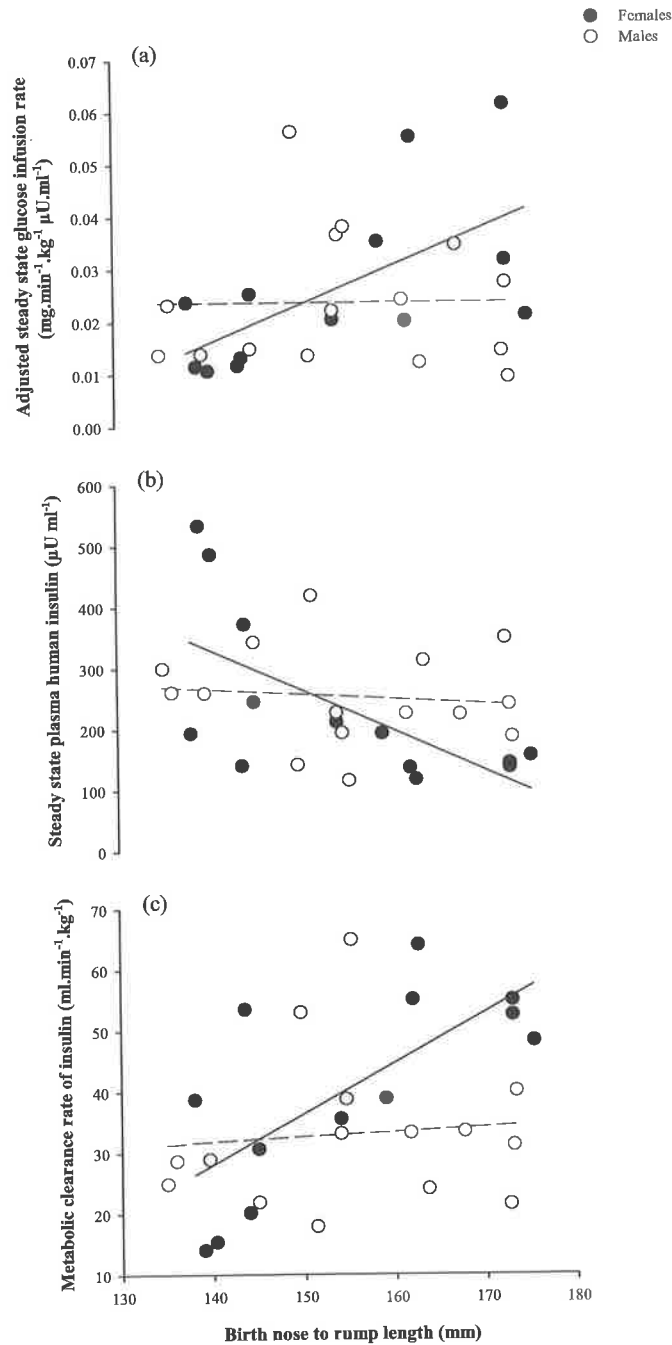 Females
Males
(a)
0.07
0.06
0.05
0.04
0.03
0.02
0.01
0.00
Adjusted steady state glucose infusion rate
(mg.min⁻¹.kg⁻¹ µU.ml⁻¹)
(b)
600
500
400
300
200
100
0
Steady state plasma human insulin (µU ml⁻¹)
(c)
70
60
50
40
30
20
10
Metabolic clearance rate of insulin (ml.min⁻¹.kg⁻¹)
130 140 150 160 170 180
Birth nose to rump length (mm)